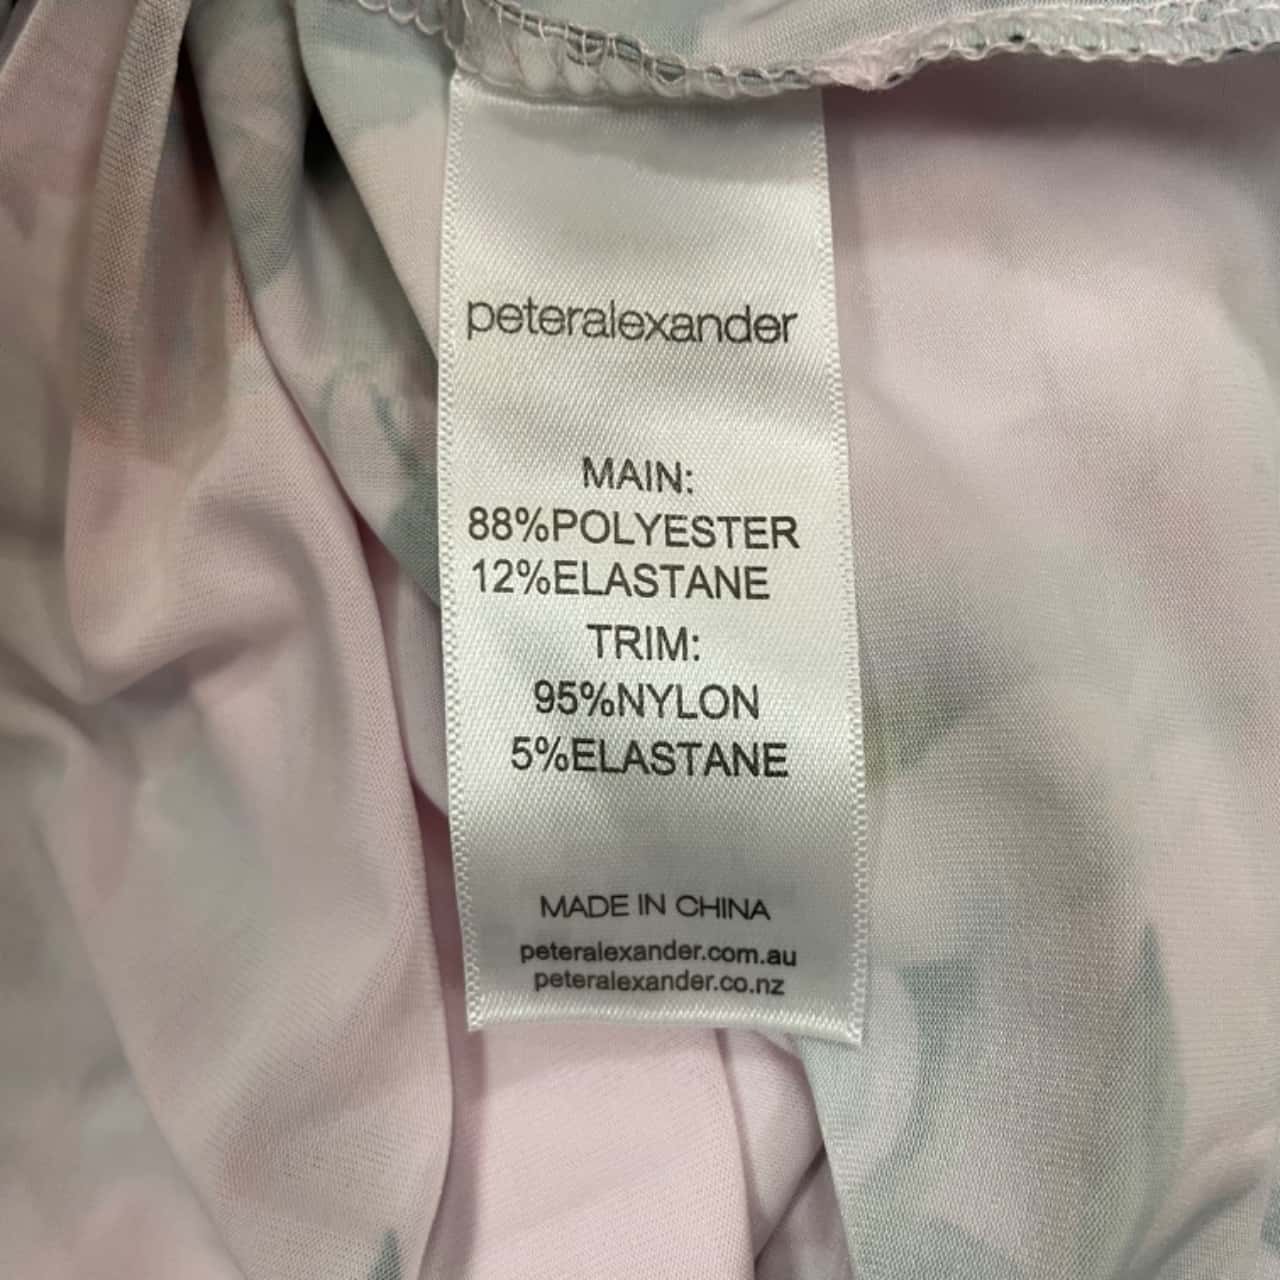 peteralexander
MAIN:
88%POLYESTER
12%ELASTANE
TRIM:
95%NYLON
5%ELASTANE
MADE IN CHINA
peteralexander.com.au
peteralexander.co.nz